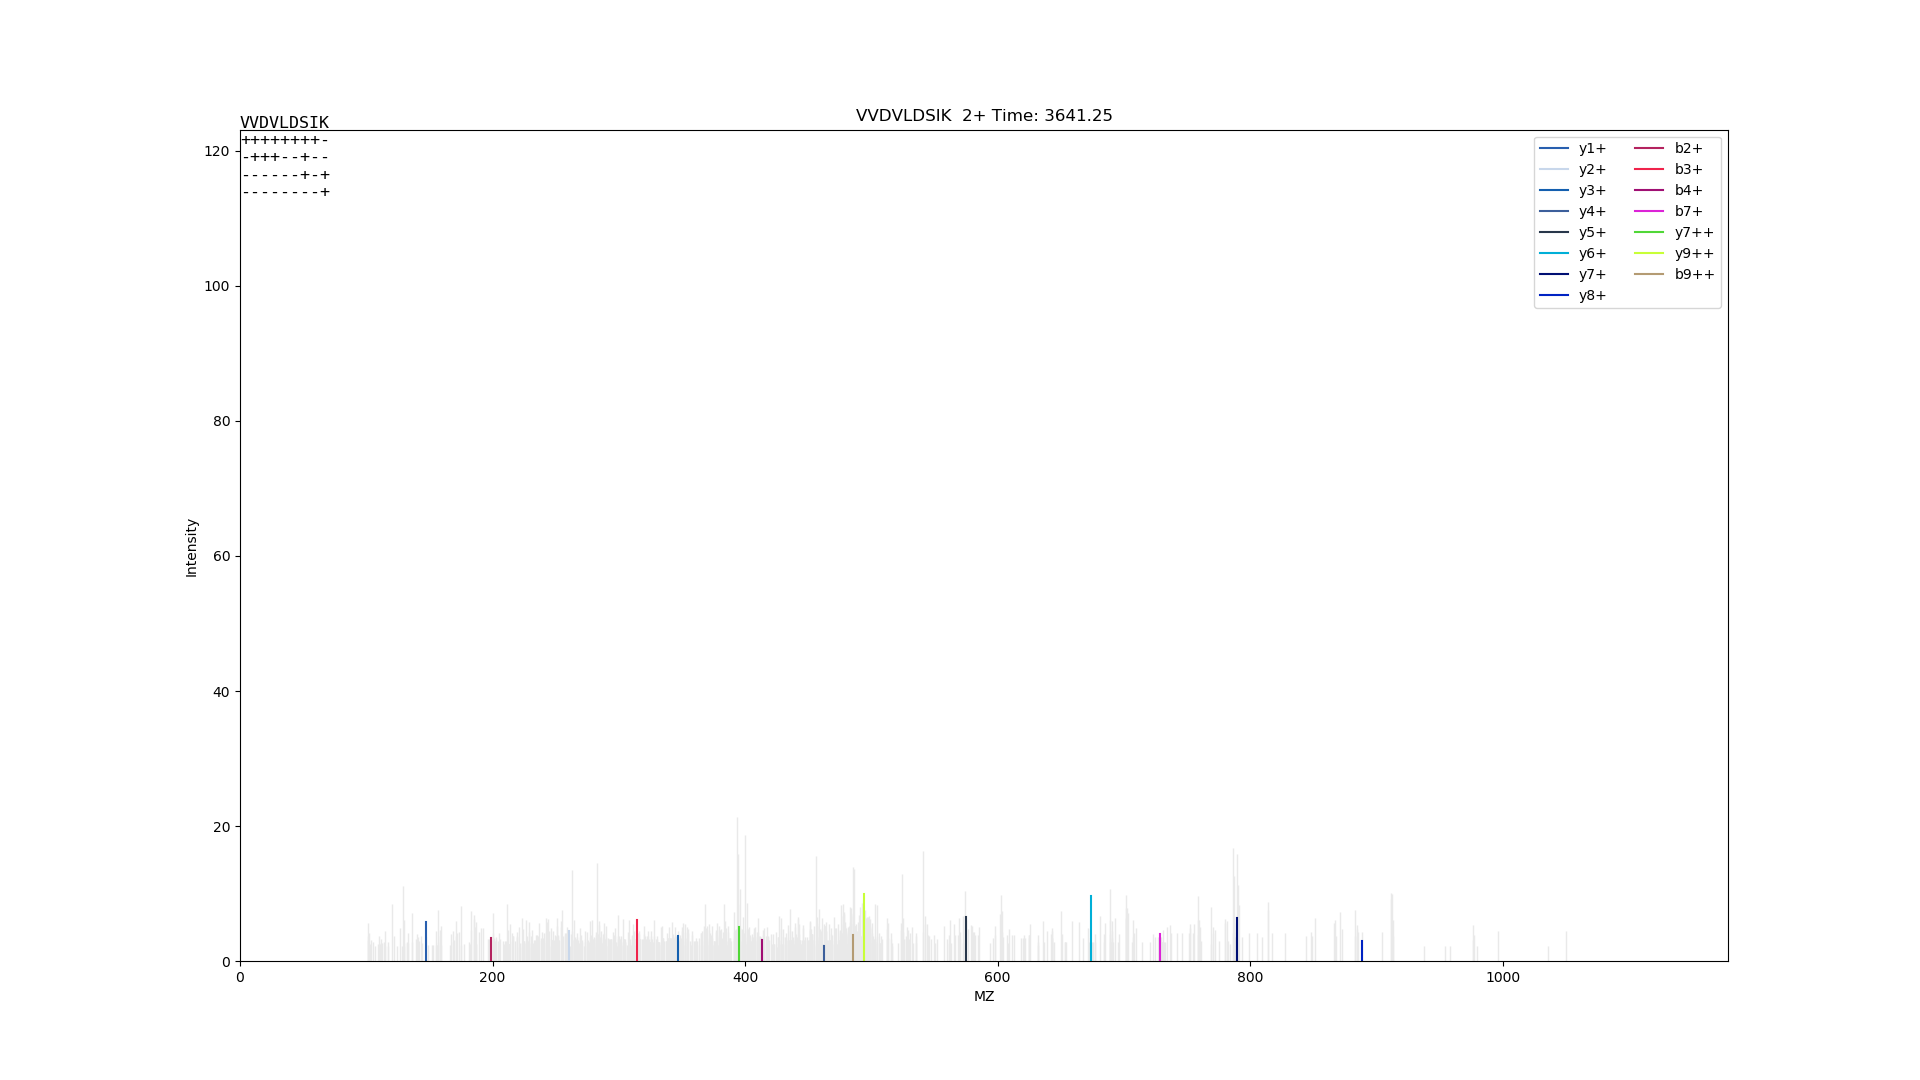 VVDVLDSIK 2+ Time: 3641.25
VVDVLDSIK
++++++++-
-+++--+--
------+-+
--------+
y1+ b2+
y2+ b3+
y3+ b4+
y4+ b7+
y5+ y7++
y6+ y9++
y7+ b9++
y8+
120
100
80
60
40
20
0
Intensity
0 200 400 600 800 1000
MZ